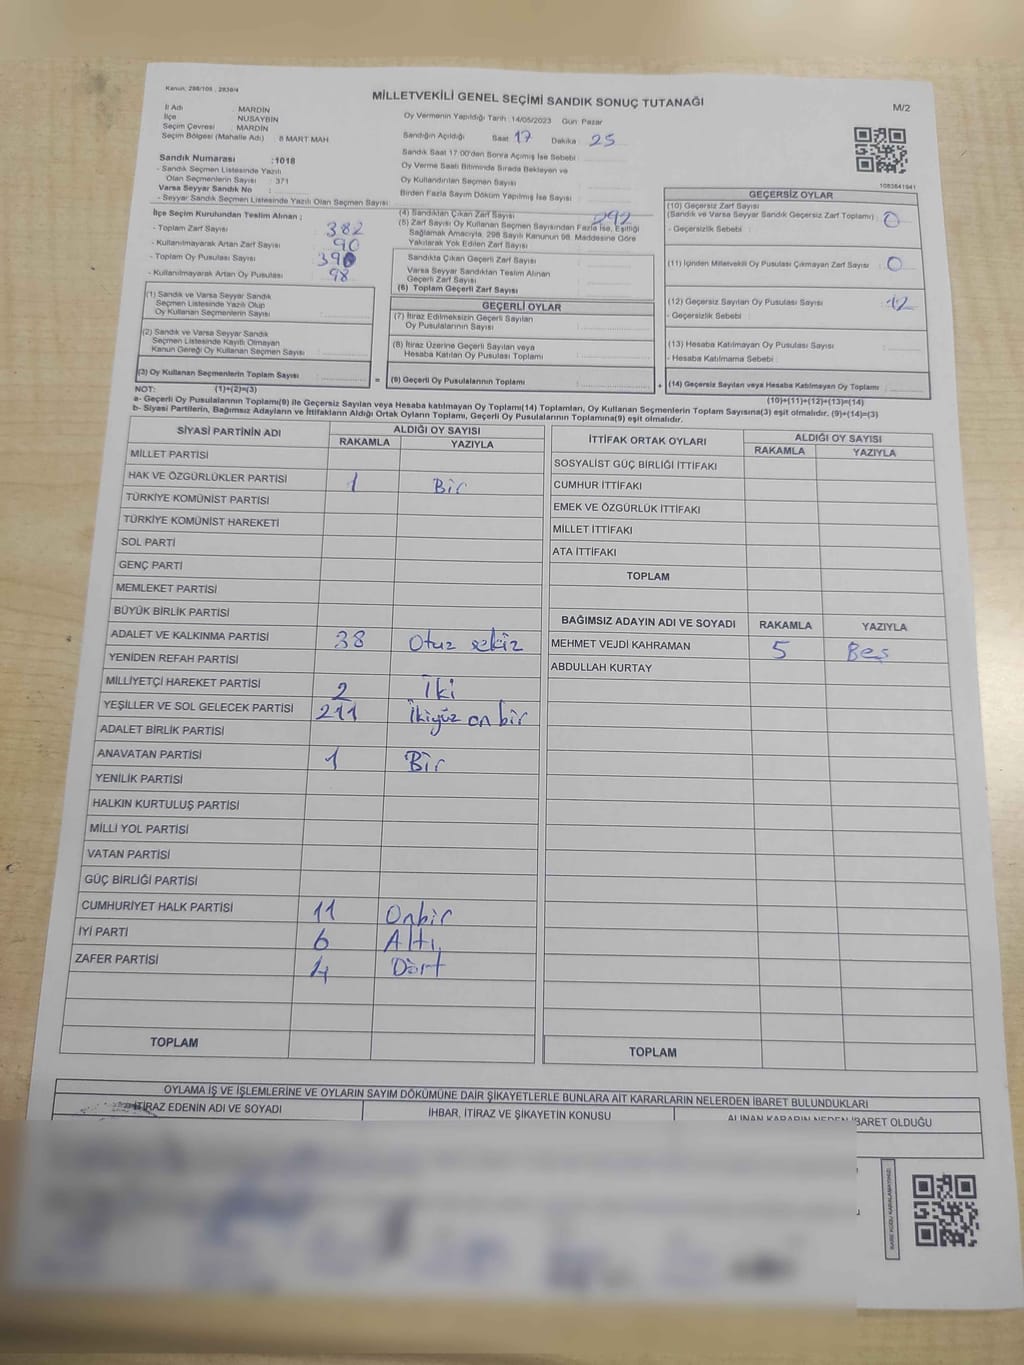 Kanun, 298/105 , 2839/4
MİLLETVEKİLİ GENEL SEÇİMİ SANDIK SONUÇ TUTANAĞI
M/2
İl Adı : MARDİN
İlçe : NUSAYBİN
Seçim Çevresi : MARDİN
Seçim Bölgesi (Mahalle Adı) : 8 MART MAH
Sandık Numarası :1018
- Sandık Seçmen Listesinde Yazılı
Olan Seçmenlerin Sayısı : 371
Varsa Seyyar Sandık No :
- Seyyar Sandık Seçmen Listesinde Yazılı Olan Seçmen Sayısı :
Oy Vermenin Yapıldığı Tarih :14/05/2023 Gün Pazar
Sandığın Açıldığı Saat 17 Dakika : 25
Sandık Saat 17:00'den Sonra Açılmış İse Sebebi :
Oy Verme Saati Bitiminde Sırada Bekleyen ve
Oy Kullandırılan Seçmen Sayısı :
Birden Fazla Sayım Döküm Yapılmış İse Sayısı :
1083641941
İlçe Seçim Kurulundan Teslim Alınan ;
- Toplam Zarf Sayısı : 382
- Kullanılmayarak Artan Zarf Sayısı : 90
- Toplam Oy Pusulası Sayısı : 390
- Kullanılmayarak Artan Oy Pusulası : 98
(4) Sandıktan Çıkan Zarf Sayısı : 292
(5) Zarf Sayısı Oy Kullanan Seçmen Sayısından Fazla İse, Eşitliği
Sağlamak Amacıyla, 298 Sayılı Kanunun 98. Maddesine Göre
Yakılarak Yok Edilen Zarf Sayısı :
Sandıkta Çıkan Geçerli Zarf Sayısı :
Varsa Seyyar Sandıktan Teslim Alınan
Geçerli Zarf Sayısı :
(6) Toplam Geçerli Zarf Sayısı :
GEÇERSİZ OYLAR
(10) Geçersiz Zarf Sayısı
(Sandık ve Varsa Seyyar Sandık Geçersiz Zarf Toplamı) : 0
- Geçersizlik Sebebi :
(11) İçinden Milletvekili Oy Pusulası Çıkmayan Zarf Sayısı : 0
(12) Geçersiz Sayılan Oy Pusulası Sayısı : 12
- Geçersizlik Sebebi :
(13) Hesaba Katılmayan Oy Pusulası Sayısı :
- Hesaba Katılmama Sebebi :
(14) Geçersiz Sayılan veya Hesaba Katılmayan Oy Toplamı :
(10)+(11)+(12)+(13)=(14)
(1) Sandık ve Varsa Seyyar Sandık
Seçmen Listesinde Yazılı Olup
Oy Kullanan Seçmenlerin Sayısı :
(2) Sandık ve Varsa Seyyar Sandık
Seçmen Listesinde Kayıtlı Olmayan
Kanun Gereği Oy Kullanan Seçmen Sayısı :
(3) Oy Kullanan Seçmenlerin Toplam Sayısı :
GEÇERLİ OYLAR
(7) İtiraz Edilmeksizin Geçerli Sayılan
Oy Pusulalarının Sayısı :
(8) İtiraz Üzerine Geçerli Sayılan veya
Hesaba Katılan Oy Pusulası Toplamı :
= (9) Geçerli Oy Pusulalarının Toplamı : +
NOT: (1)+(2)=(3)
a- Geçerli Oy Pusulalarının Toplamı(9) ile Geçersiz Sayılan veya Hesaba katılmayan Oy Toplamı(14) Toplamları, Oy Kullanan Seçmenlerin Toplam Sayısına(3) eşit olmalıdır. (9)+(14)=(3)
b- Siyasi Partilerin, Bağımsız Adayların ve İttifakların Aldığı Ortak Oyların Toplamı, Geçerli Oy Pusulalarının Toplamına(9) eşit olmalıdır.
SİYASİ PARTİNİN ADI ALDIĞI OY SAYISI
RAKAMLA YAZIYLA
MİLLET PARTİSİ
HAK VE ÖZGÜRLÜKLER PARTİSİ 1 Bir
TÜRKİYE KOMÜNİST PARTİSİ
TÜRKİYE KOMÜNİST HAREKETİ
SOL PARTİ
GENÇ PARTİ
MEMLEKET PARTİSİ
BÜYÜK BİRLİK PARTİSİ
ADALET VE KALKINMA PARTİSİ 38 Otuz sekiz
YENİDEN REFAH PARTİSİ
MİLLİYETÇİ HAREKET PARTİSİ 2 İki
YEŞİLLER VE SOL GELECEK PARTİSİ 211 İkiyüz on bir
ADALET BİRLİK PARTİSİ
ANAVATAN PARTİSİ 1 Bir
YENİLİK PARTİSİ
HALKIN KURTULUŞ PARTİSİ
MİLLİ YOL PARTİSİ
VATAN PARTİSİ
GÜÇ BİRLİĞİ PARTİSİ
CUMHURİYET HALK PARTİSİ 11 Onbir
İYİ PARTİ 6 Altı
ZAFER PARTİSİ 4 Dört
TOPLAM
İTTİFAK ORTAK OYLARI ALDIĞI OY SAYISI
RAKAMLA YAZIYLA
SOSYALİST GÜÇ BİRLİĞİ İTTİFAKI
CUMHUR İTTİFAKI
EMEK VE ÖZGÜRLÜK İTTİFAKI
MİLLET İTTİFAKI
ATA İTTİFAKI
TOPLAM
BAĞIMSIZ ADAYIN ADI VE SOYADI RAKAMLA YAZIYLA
MEHMET VEJDİ KAHRAMAN 5 Beş
ABDULLAH KURTAY
TOPLAM
OYLAMA İŞ VE İŞLEMLERİNE VE OYLARIN SAYIM DÖKÜMÜNE DAİR ŞİKAYETLERLE BUNLARA AİT KARARLARIN NELERDEN İBARET BULUNDUKLARI
İTİRAZ EDENİN ADI VE SOYADI İHBAR, İTİRAZ VE ŞİKAYETİN KONUSU ALINAN KARARIN NEDEN İBARET OLDUĞU
KARE KODU KARALAMAYINIZ